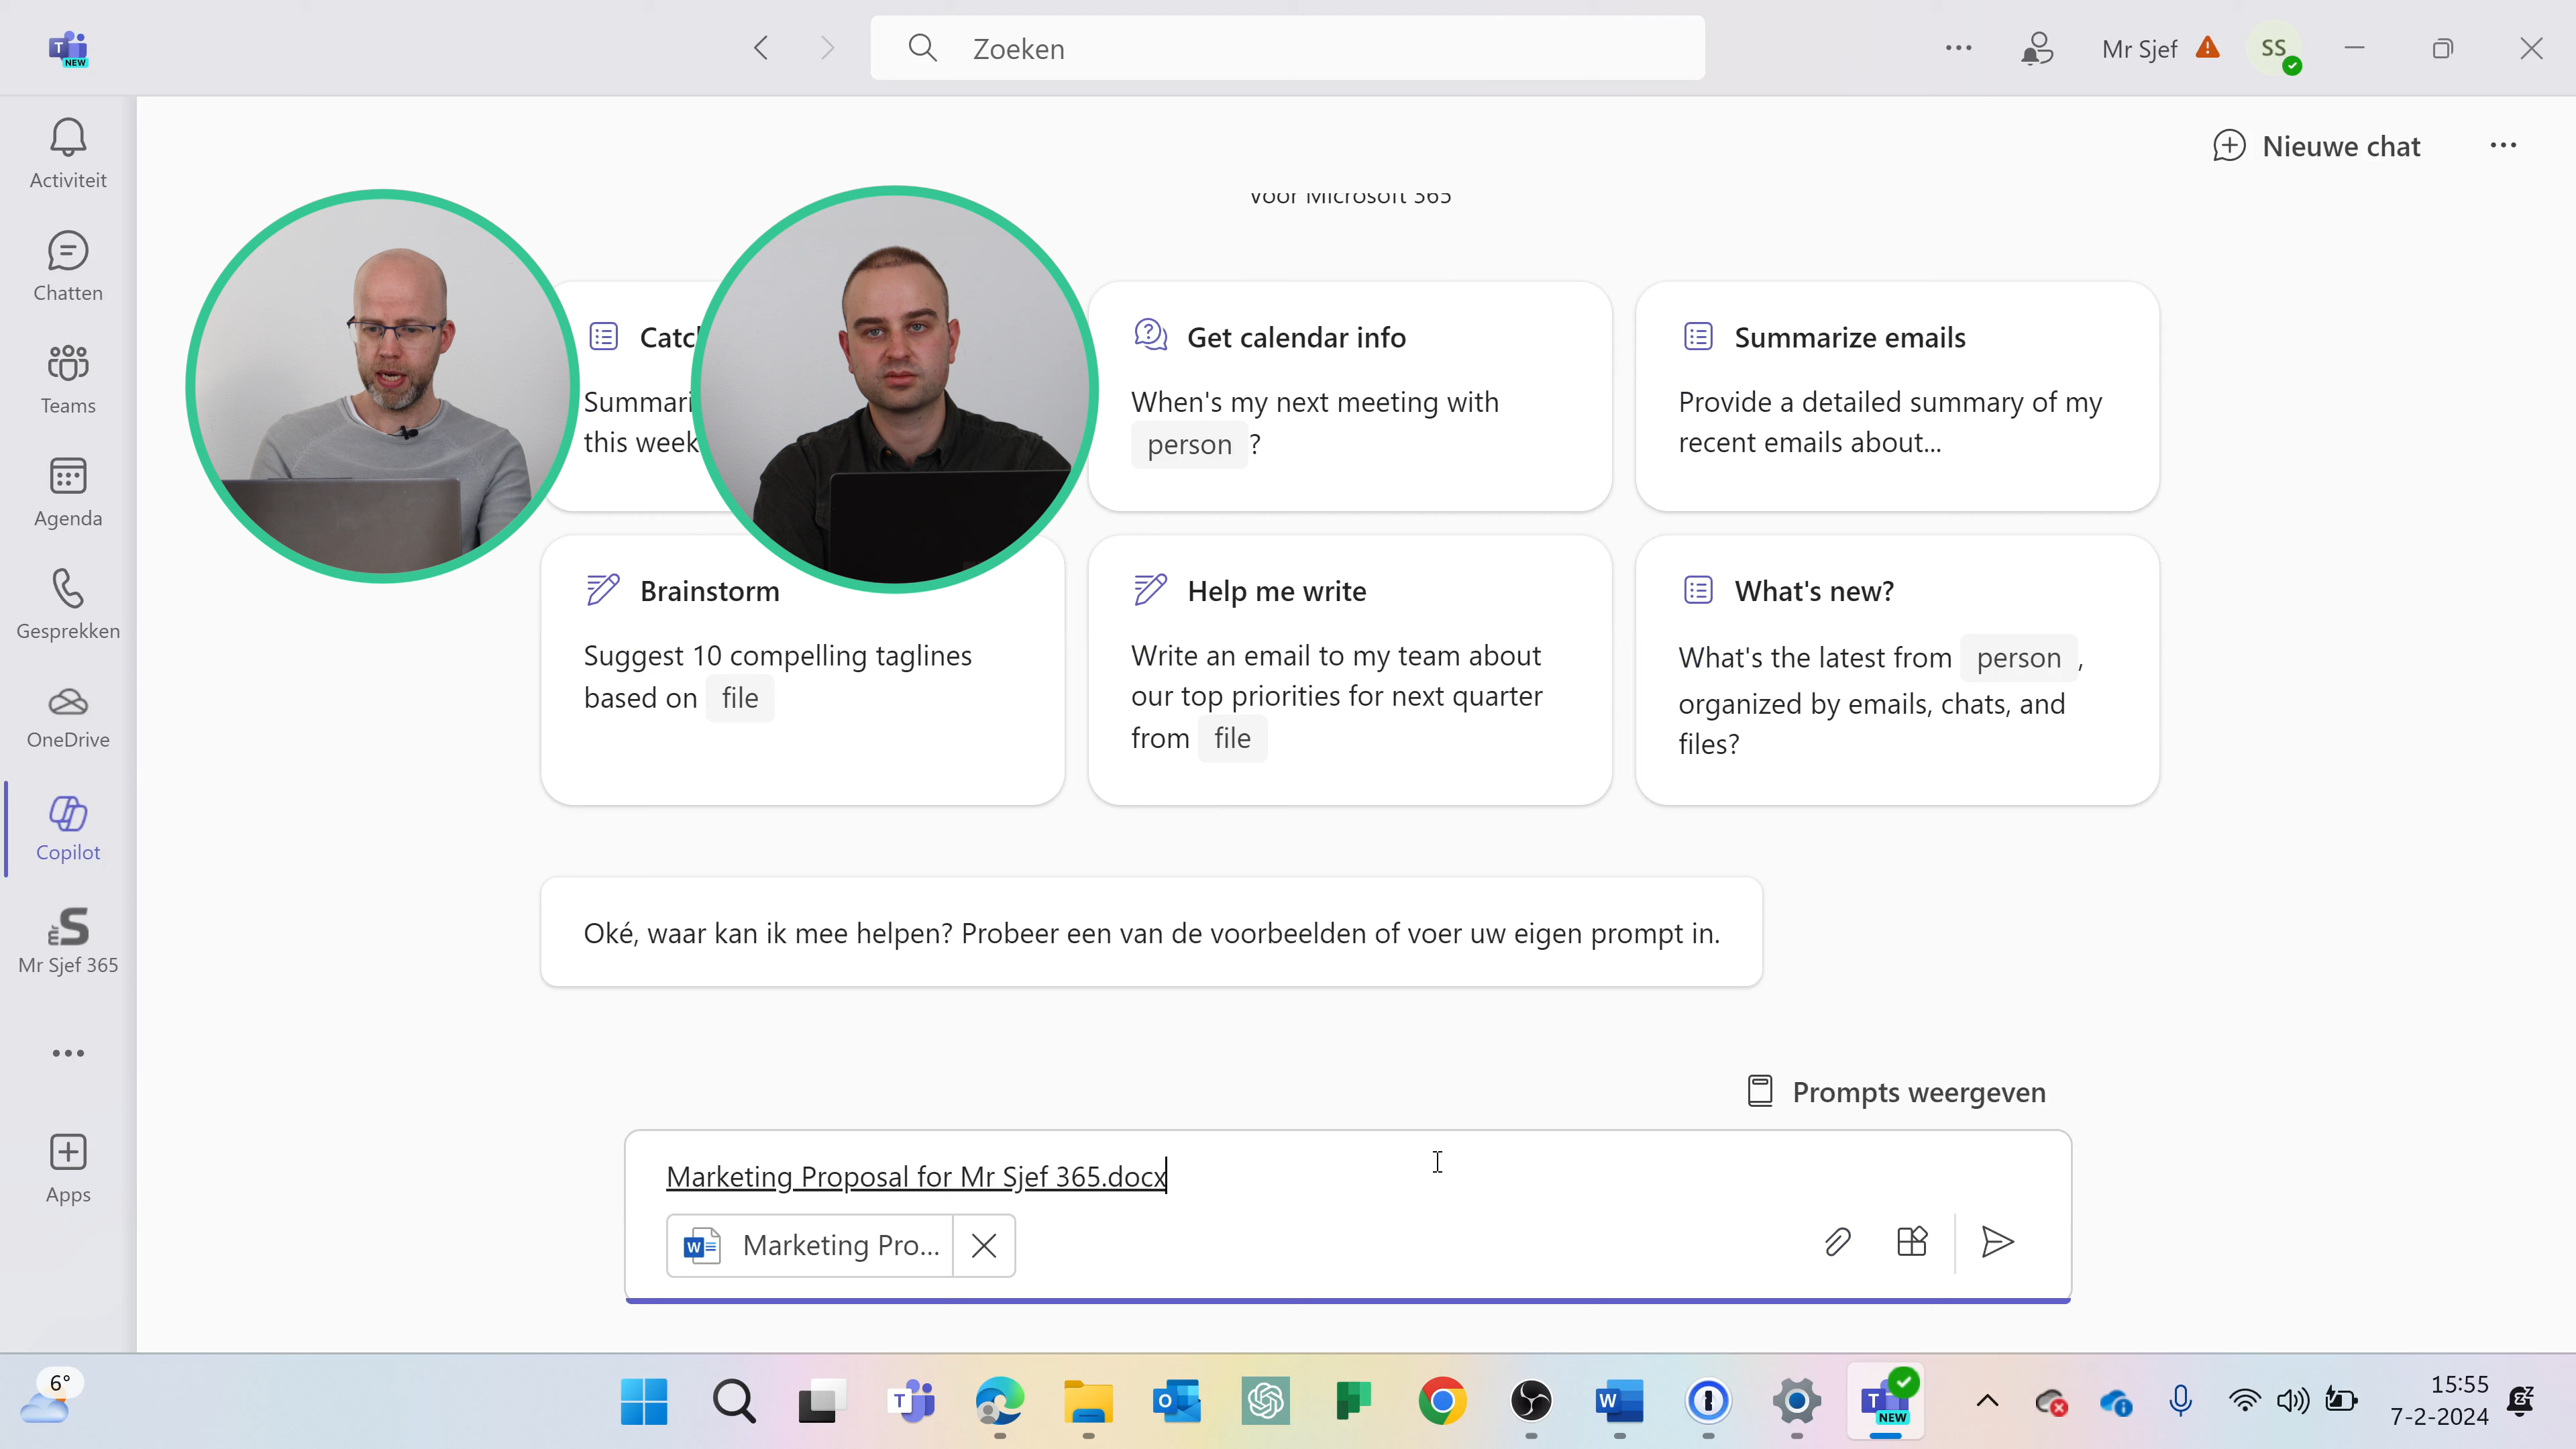 T
NEW
Zoeken
Mr Sjef
SS
Activiteit
Chatten
Teams
Agenda
Gesprekken
OneDrive
Copilot
Mr Sjef 365
Apps
Nieuwe chat
voor Microsoft 365
Summari
this week
Get calendar info
When's my next meeting with
person ?
Summarize emails
Provide a detailed summary of my
recent emails about...
Brainstorm
Suggest 10 compelling taglines
based on file
Help me write
Write an email to my team about
our top priorities for next quarter
from file
What's new?
What's the latest from person ,
organized by emails, chats, and
files?
Oké, waar kan ik mee helpen? Probeer een van de voorbeelden of voer uw eigen prompt in.
Prompts weergeven
Marketing Proposal for Mr Sjef 365.docx
W
Marketing Pro...
6°
T
O
W
T
NEW
15:55
7-2-2024